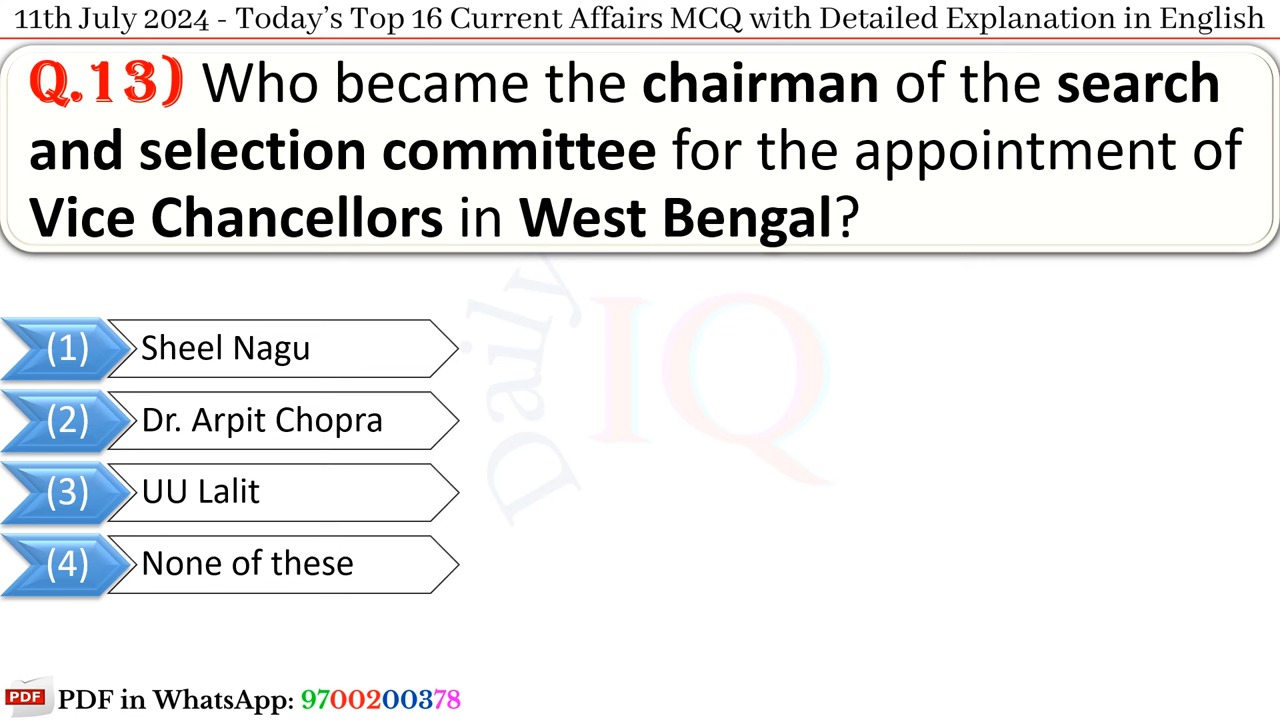 11th July 2024 - Today's Top 16 Current Affairs MCQ with Detailed Explanation in English
Q.13) Who became the chairman of the search
and selection committee for the appointment of
Vice Chancellors in West Bengal?
Daily IQ
(1) Sheel Nagu
(2) Dr. Arpit Chopra
(3) UU Lalit
(4) None of these
PDF PDF in WhatsApp: 9700200378